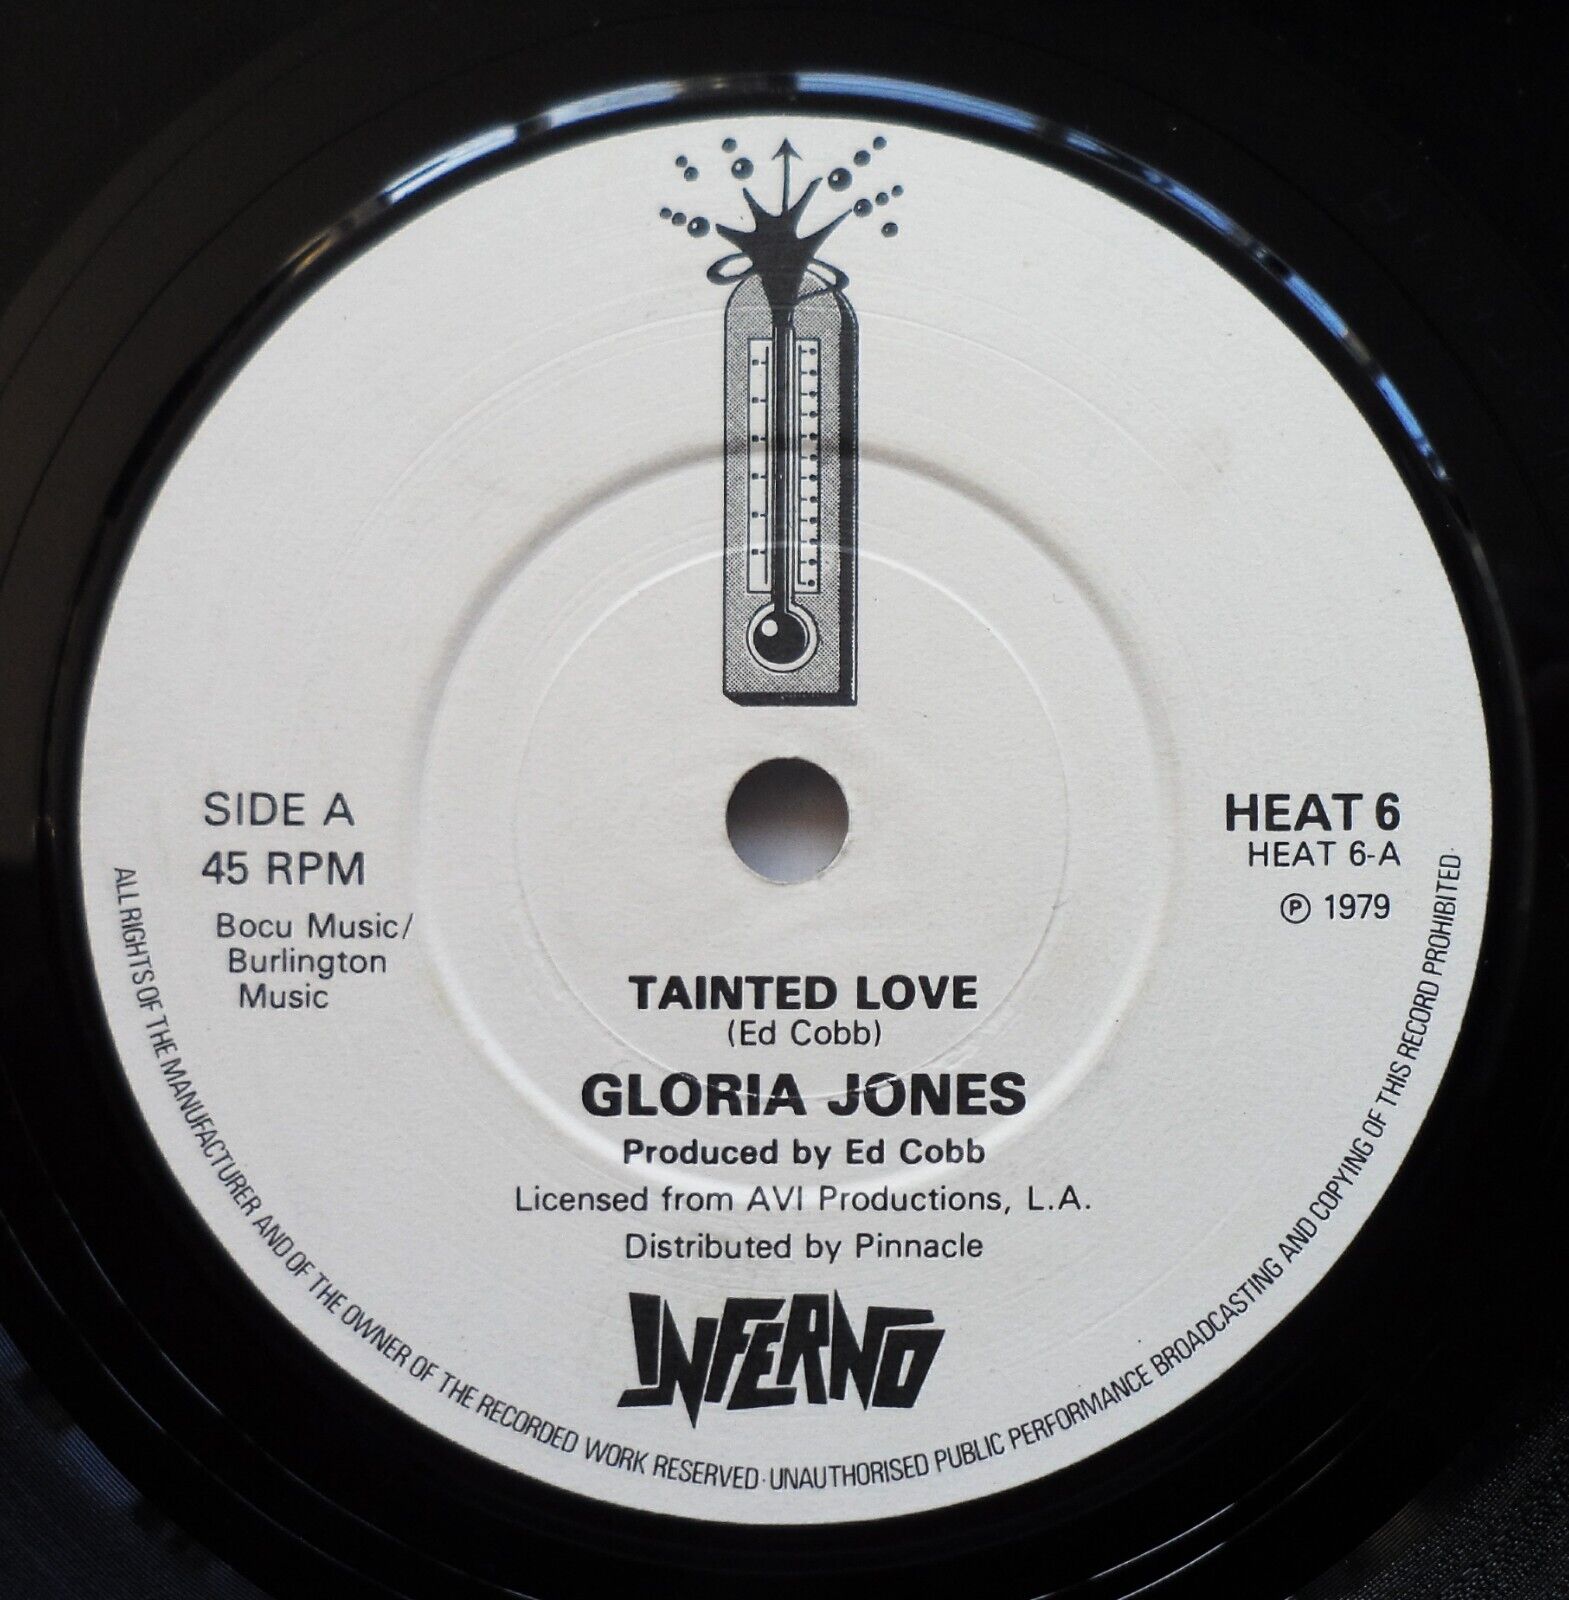 SIDE A
45 RPM
Bocu Music/
Burlington
Music
HEAT 6
HEAT 6-A
℗ 1979
TAINTED LOVE
(Ed Cobb)
GLORIA JONES
Produced by Ed Cobb
Licensed from AVI Productions, L.A.
Distributed by Pinnacle
INFERNO
ALL RIGHTS OF THE MANUFACTURER AND OF THE OWNER OF THE RECORDED WORK RESERVED·UNAUTHORISED PUBLIC PERFORMANCE BROADCASTING AND COPYING OF THIS RECORD PROHIBITED·